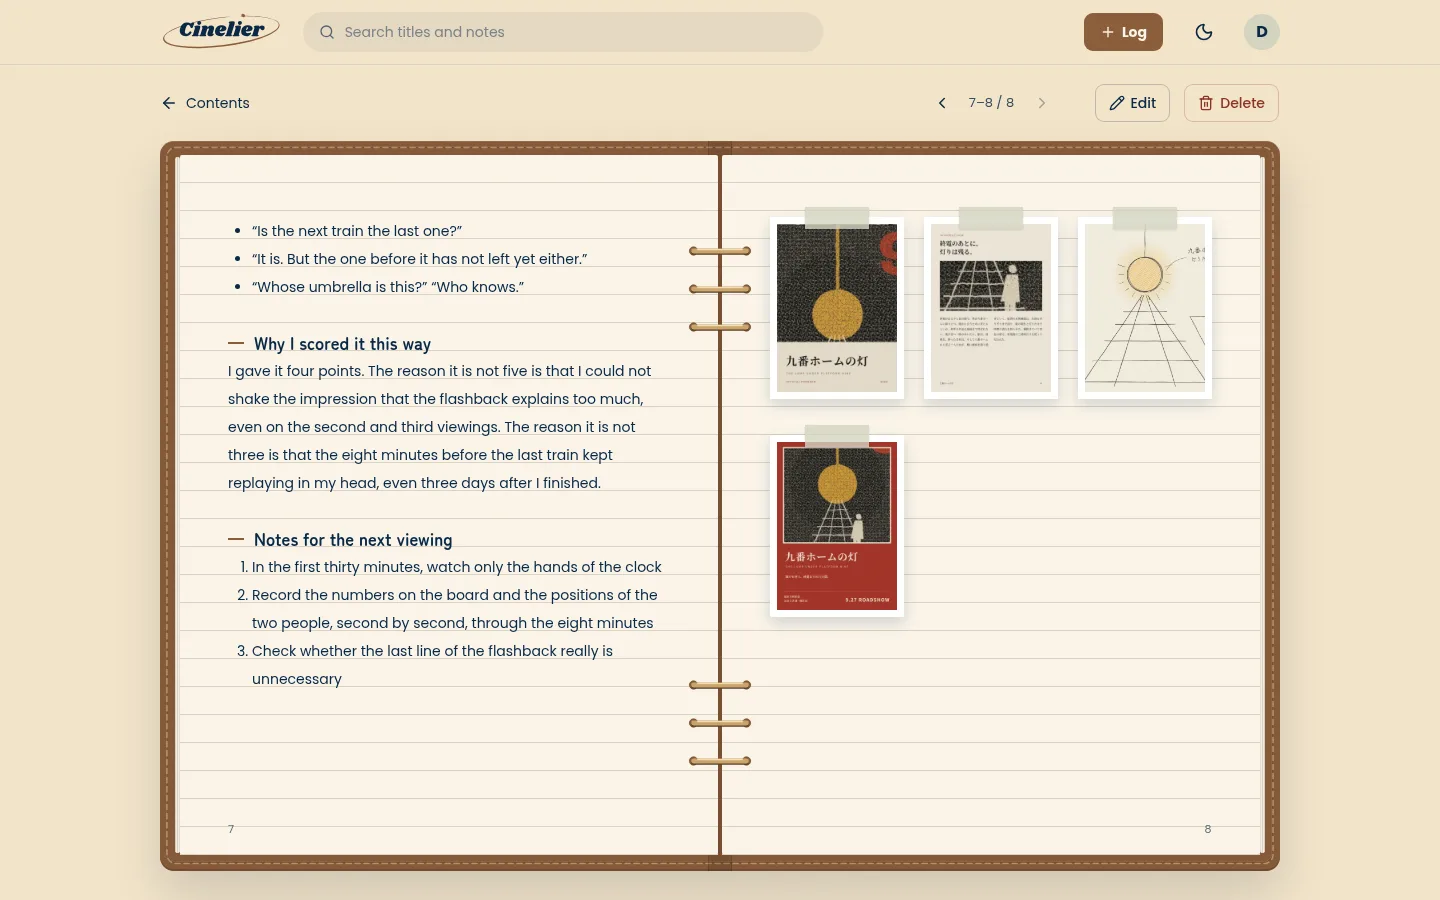 Cinelier
Search titles and notes
Log
D
Contents
7–8 / 8
Edit
Delete
“Is the next train the last one?”
“It is. But the one before it has not left yet either.”
“Whose umbrella is this?” “Who knows.”
Why I scored it this way
I gave it four points. The reason it is not five is that I could not
shake the impression that the flashback explains too much,
even on the second and third viewings. The reason it is not
three is that the eight minutes before the last train kept
replaying in my head, even three days after I finished.
Notes for the next viewing
1. In the first thirty minutes, watch only the hands of the clock
2. Record the numbers on the board and the positions of the
two people, second by second, through the eight minutes
3. Check whether the last line of the flashback really is
unnecessary
7
九番ホームの灯
終電のあとに、
灯りは残る。
九番ホームの灯
9.27 ROADSHOW
8